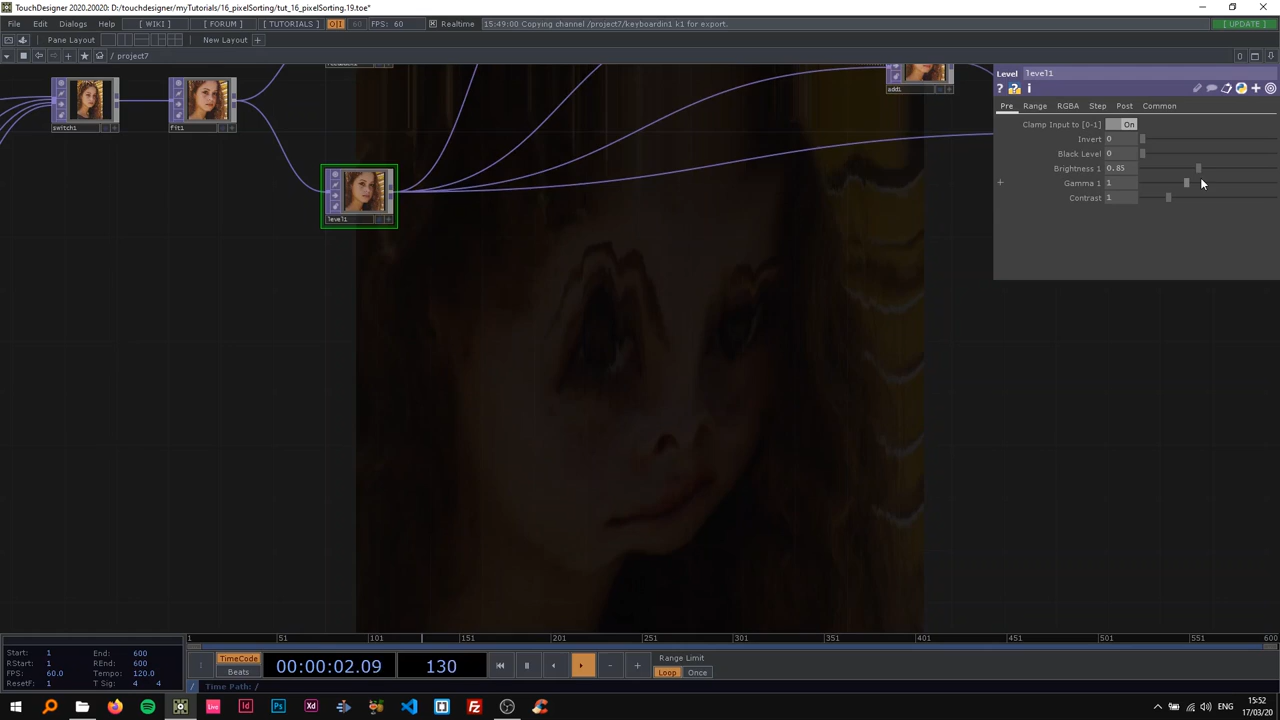 TouchDesigner 2020.20020: D:/touchdesigner/myTutorials/16_pixelSorting/tut_16_pixelSorting.19.toe*
File Edit Dialogs Help [ WIKI ] [ FORUM ] [ TUTORIALS ] O|I 60 FPS: 60 Realtime 15:49:00 Copying channel /project7/keyboardin1 k1 for export. [ UPDATE ]
Pane Layout New Layout +
/ project7
Level level1
Pre Range RGBA Step Post Common
Clamp Input to [0-1] On
Invert 0
Black Level 0
Brightness 1 0.85
Gamma 1 1
Contrast 1
add1
switch1
fit1
level1
1 51 101 151 201 251 301 351 401 451 501 551 600
Start: 1 End: 600
RStart: 1 REnd: 600
FPS: 60.0 Tempo: 120.0
ResetF: 1 T Sig: 4 4
TimeCode
Beats
00:00:02.09
130
Range Limit
Loop Once
/ Time Path: /
ENG
15:52
17/03/20